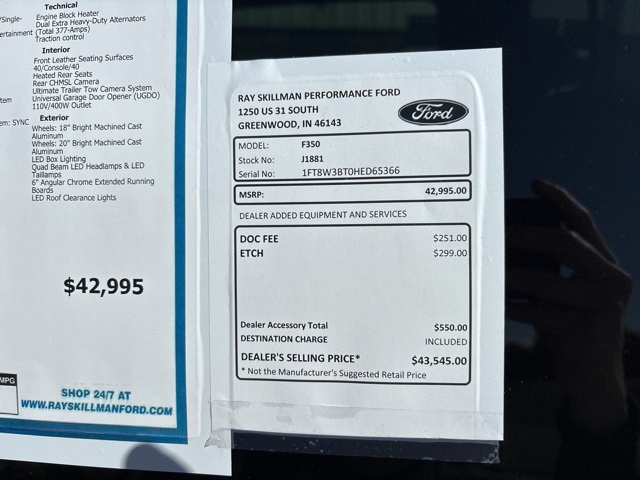 Technical
/Single-
Engine Block Heater
Dual Extra Heavy-Duty Alternators
ertainment (Total 377-Amps)
Traction control
Interior
Front Leather Seating Surfaces
40/Console/40
Heated Rear Seats
Rear CHMSL Camera
Ultimate Trailer Tow Camera System
tem
Universal Garage Door Opener (UGDO)
110V/400W Outlet
em: SYNC
Exterior
Wheels: 18" Bright Machined Cast
Aluminum
Wheels: 20" Bright Machined Cast
Aluminum
LED Box Lighting
Quad Beam LED Headlamps & LED
Taillamps
6" Angular Chrome Extended Running
Boards
LED Roof Clearance Lights
$42,995
MPG
SHOP 24/7 AT
WWW.RAYSKILLMANFORD.COM
RAY SKILLMAN PERFORMANCE FORD
1250 US 31 SOUTH
GREENWOOD, IN 46143
Ford
MODEL: F350
Stock No: J1881
Serial No: 1FT8W3BT0HED65366
MSRP: 42,995.00
DEALER ADDED EQUIPMENT AND SERVICES
DOC FEE $251.00
ETCH $299.00
Dealer Accessory Total $550.00
DESTINATION CHARGE INCLUDED
DEALER'S SELLING PRICE* $43,545.00
* Not the Manufacturer's Suggested Retail Price